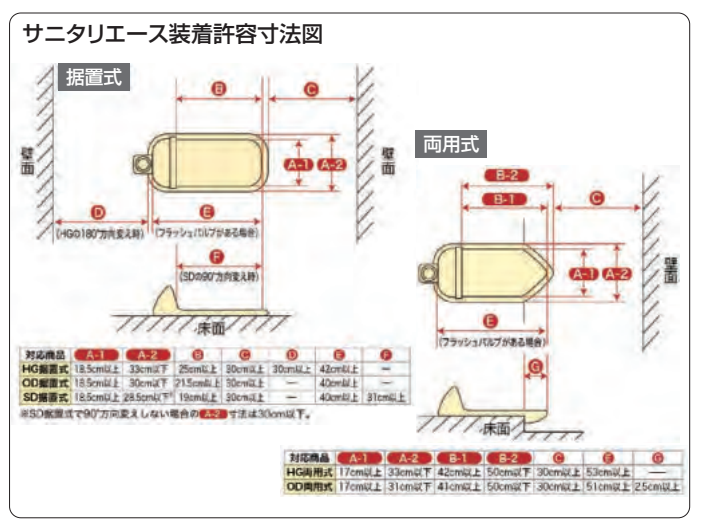 サニタリエース装着許容寸法図
据置式
B
C
壁面
A-1 A-2
壁面
D
E
(HGの180°方向変え時) (フラッシュバルブがある場合)
F
(SDの90°方向変え時)
床面
対応商品 A-1 A-2 B C D E F
HG据置式 18.5cm以上 33cm以下 25cm以上 30cm以上 30cm以上 42cm以上 —
OD据置式 18.5cm以上 30cm以下 21.5cm以上 30cm以上 — 40cm以上 —
SD据置式 18.5cm以上 28.5cm以下※ 19cm以上 30cm以上 — 40cm以上 31cm以上
※SD据置式で90°方向変えしない場合のA-2寸法は30cm以下。
両用式
B-2
B-1
C
A-1 A-2
壁面
E
(フラッシュバルブがある場合)
G
床面
対応商品 A-1 A-2 B-1 B-2 C E G
HG両用式 17cm以上 33cm以下 42cm以上 50cm以下 30cm以上 53cm以上 —
OD両用式 17cm以上 31cm以下 41cm以上 50cm以下 30cm以上 51cm以上 25cm以上